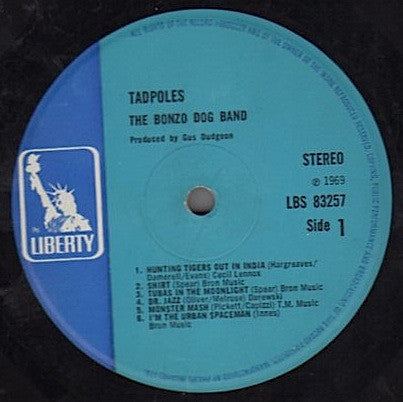 TADPOLES
THE BONZO DOG BAND
Produced by Gus Dudgeon
STEREO
℗ 1969
LBS 83257
Side 1
LIBERTY
1. HUNTING TIGERS OUT IN INDIA (Hargreaves/
Damerell/Evans) Cecil Lennox
2. SHIRT (Spear) Bron Music
3. TUBAS IN THE MOONLIGHT (Spear) Bron Music
4. DR. JAZZ (Oliver/Melrose) Darewski
5. MONSTER MASH (Pickett/Capizzi) T.M. Music
6. I'M THE URBAN SPACEMAN (Innes)
Bron Music